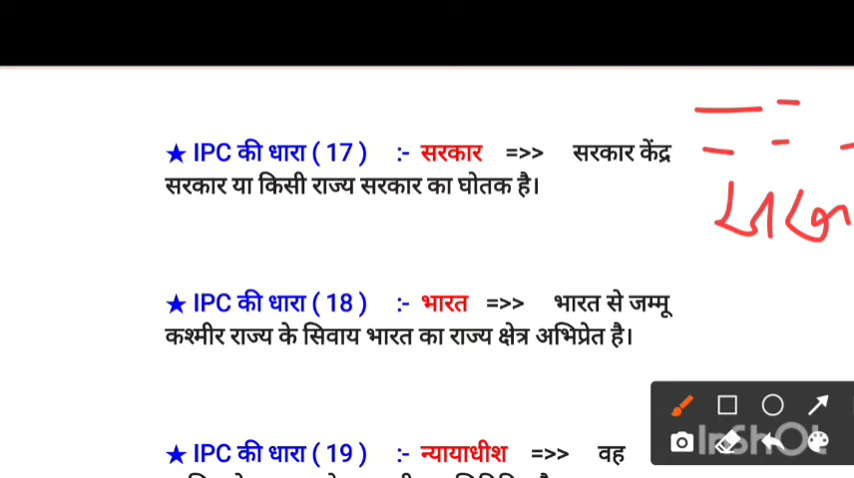 ★ IPC की धारा ( 17 ) :- सरकार =>> सरकार केंद्र
सरकार या किसी राज्य सरकार का घोतक है।
★ IPC की धारा ( 18 ) :- भारत =>> भारत से जम्मू
कश्मीर राज्य के सिवाय भारत का राज्य क्षेत्र अभिप्रेत है।
★ IPC की धारा ( 19 ) :- न्यायाधीश =>> वह
InShOt